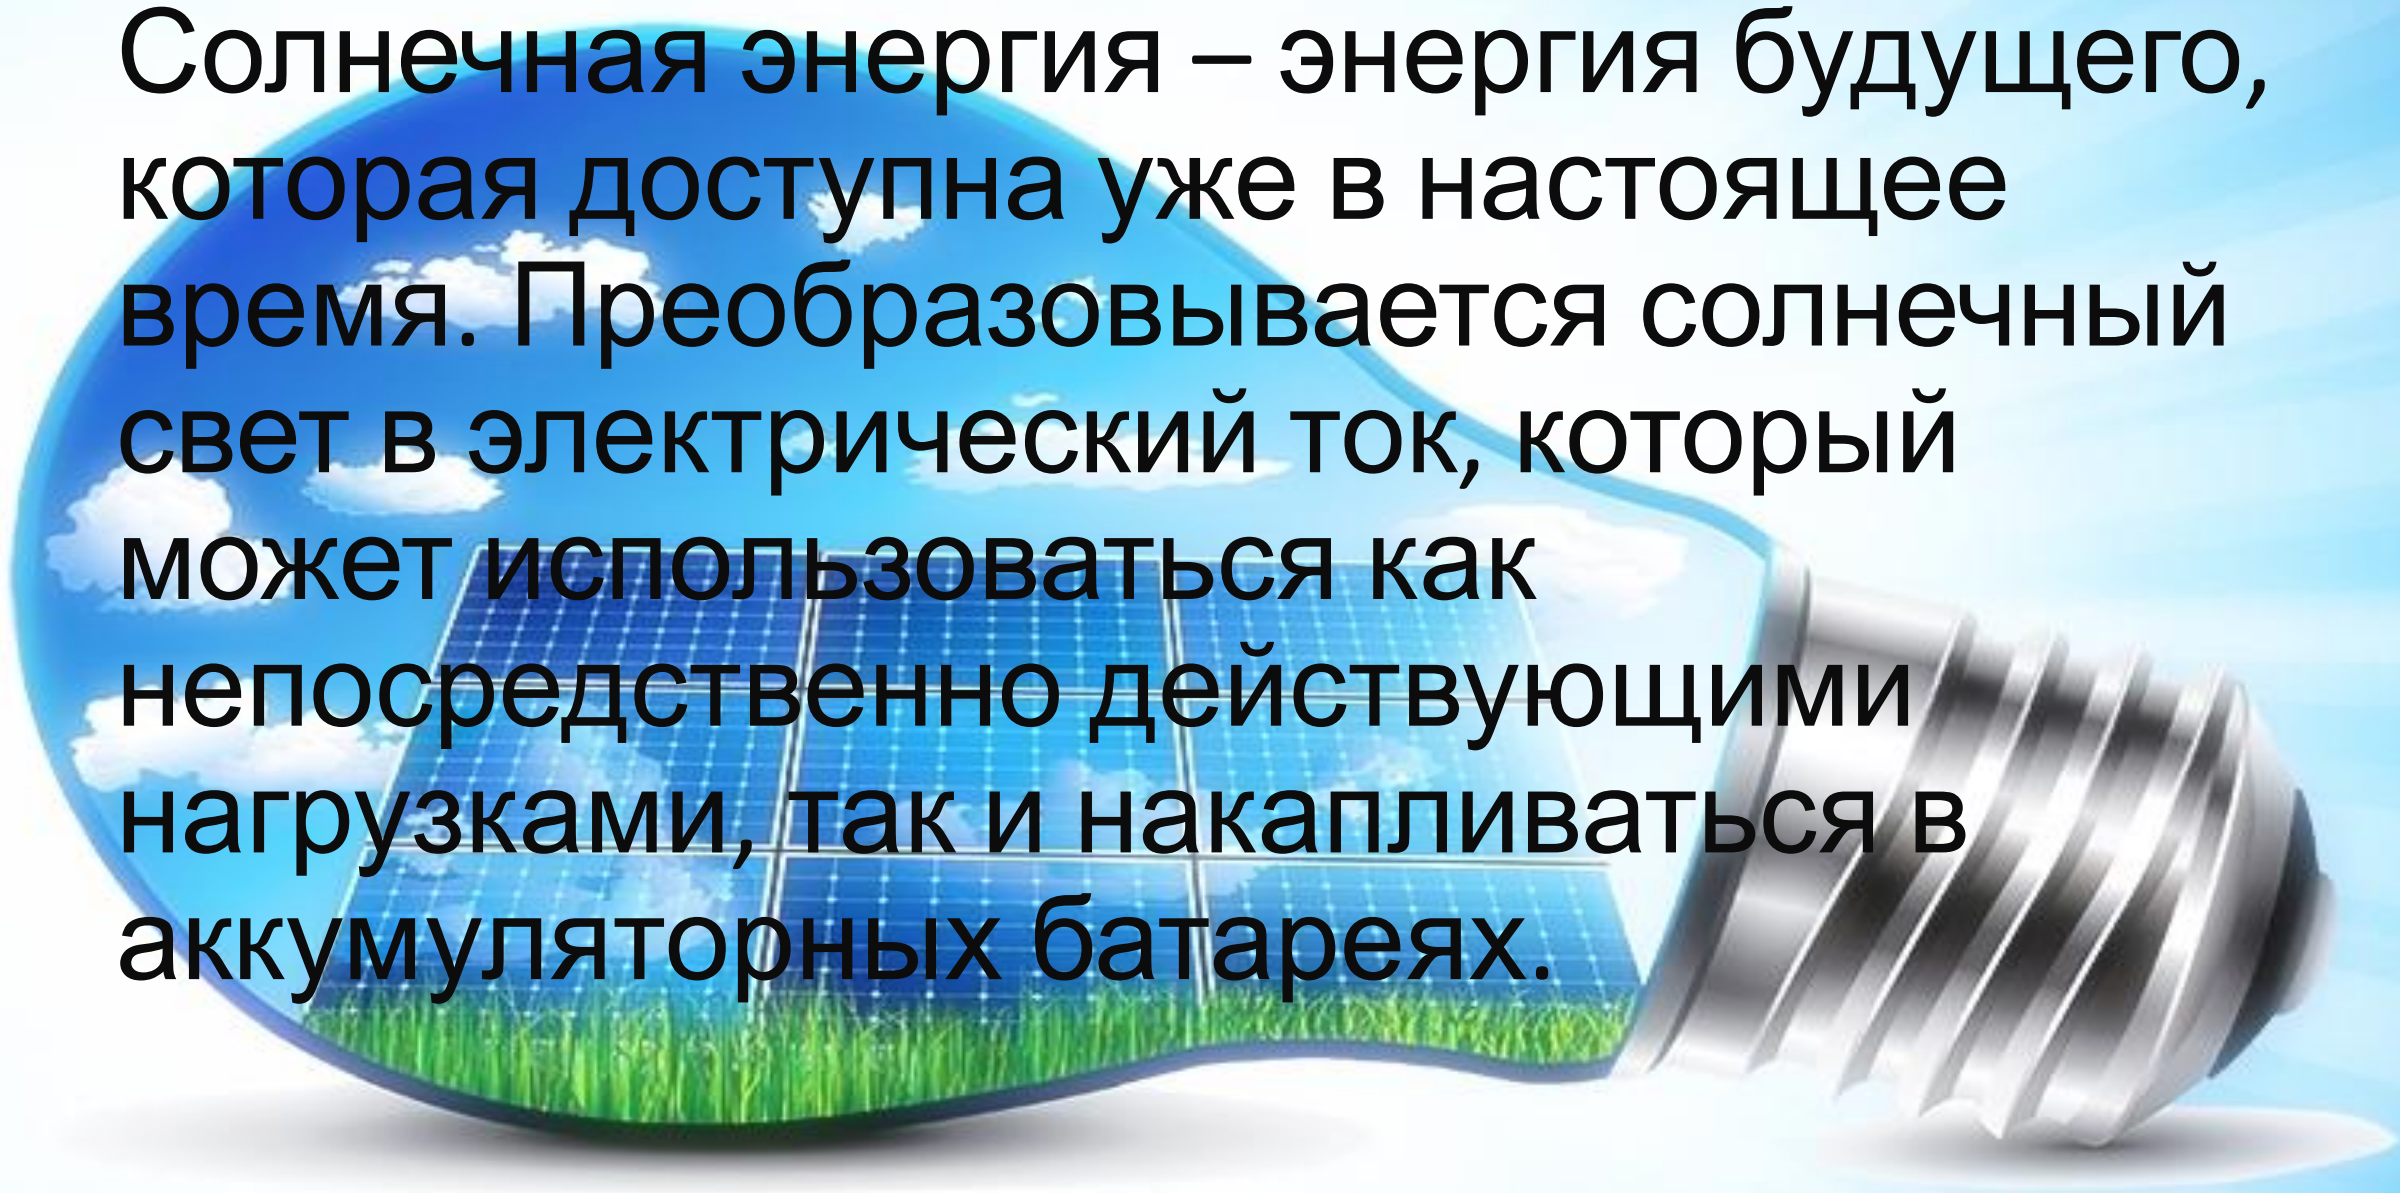 Солнечная энергия – энергия будущего,
которая доступна уже в настоящее
время. Преобразовывается солнечный
свет в электрический ток, который
может использоваться как
непосредственно действующими
нагрузками, так и накапливаться в
аккумуляторных батареях.